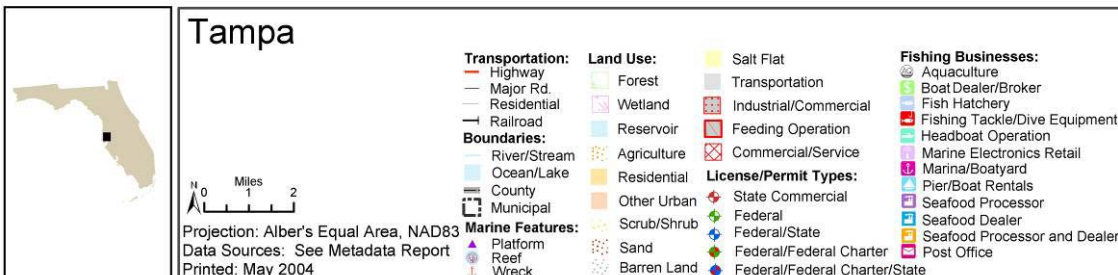 Tampa
N
Miles
0 1 2
Projection: Alber's Equal Area, NAD83
Data Sources: See Metadata Report
Printed: May 2004
Transportation:
Highway
Major Rd.
Residential
Railroad
Boundaries:
River/Stream
Ocean/Lake
County
Municipal
Marine Features:
Platform
Reef
Wreck
Land Use:
Forest
Wetland
Reservoir
Agriculture
Residential
Other Urban
Scrub/Shrub
Sand
Barren Land
Salt Flat
Transportation
Industrial/Commercial
Feeding Operation
Commercial/Service
License/Permit Types:
State Commercial
Federal
Federal/State
Federal/Federal Charter
Federal/Federal Charter/State
Fishing Businesses:
Aquaculture
Boat Dealer/Broker
Fish Hatchery
Fishing Tackle/Dive Equipment
Headboat Operation
Marine Electronics Retail
Marina/Boatyard
Pier/Boat Rentals
Seafood Processor
Seafood Dealer
Seafood Processor and Dealer
Post Office